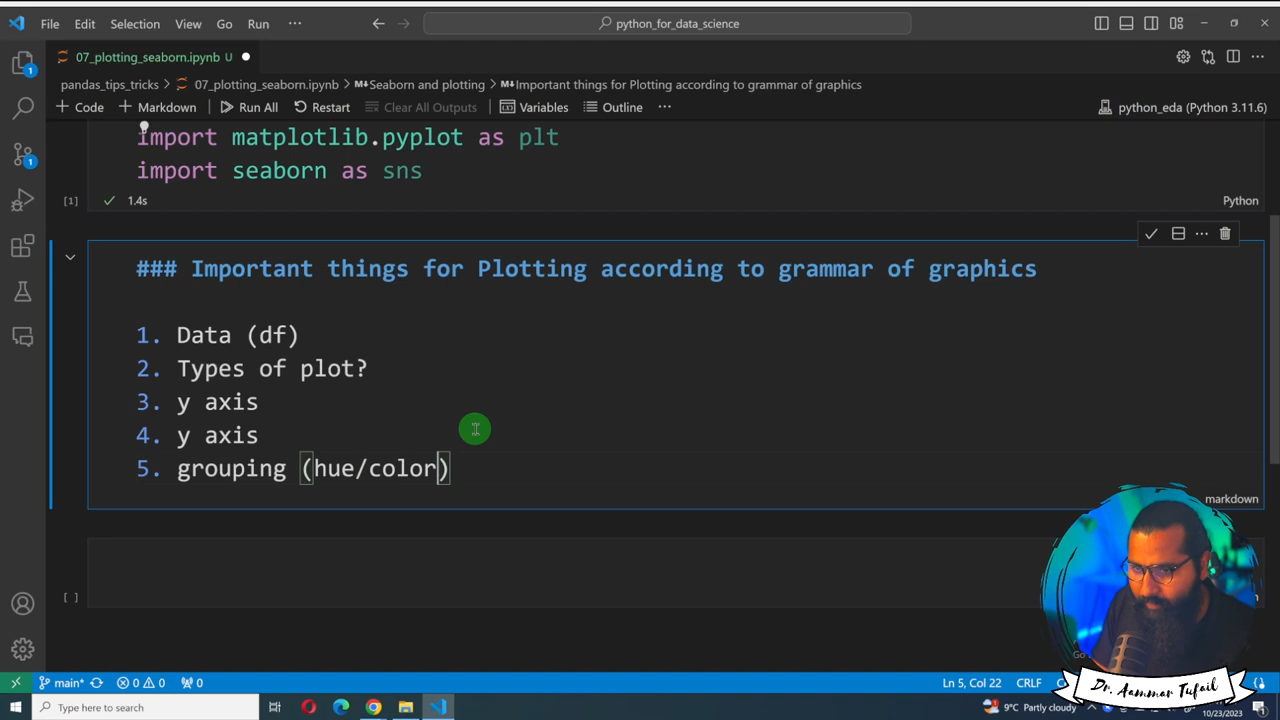 File Edit Selection View Go Run ··· python_for_data_science
07_plotting_seaborn.ipynb U
pandas_tips_tricks > 07_plotting_seaborn.ipynb > Seaborn and plotting > Important things for Plotting according to grammar of graphics
Code Markdown Run All Restart Clear All Outputs Variables Outline ··· python_eda (Python 3.11.6)
import matplotlib.pyplot as plt
import seaborn as sns
[1] 1.4s Python
### Important things for Plotting according to grammar of graphics
1. Data (df)
2. Types of plot?
3. y axis
4. y axis
5. grouping (hue/color)
markdown
[ ]
main* 0 0 0 Ln 5, Col 22 CRLF
Dr. Aammar Tufail
Type here to search 9°C Partly cloudy 10/23/2023